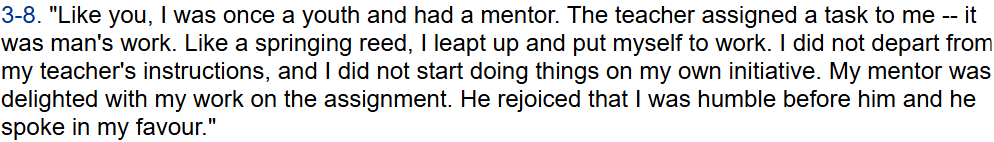 3-8. "Like you, I was once a youth and had a mentor. The teacher assigned a task to me -- it
was man's work. Like a springing reed, I leapt up and put myself to work. I did not depart from
my teacher's instructions, and I did not start doing things on my own initiative. My mentor was
delighted with my work on the assignment. He rejoiced that I was humble before him and he
spoke in my favour."